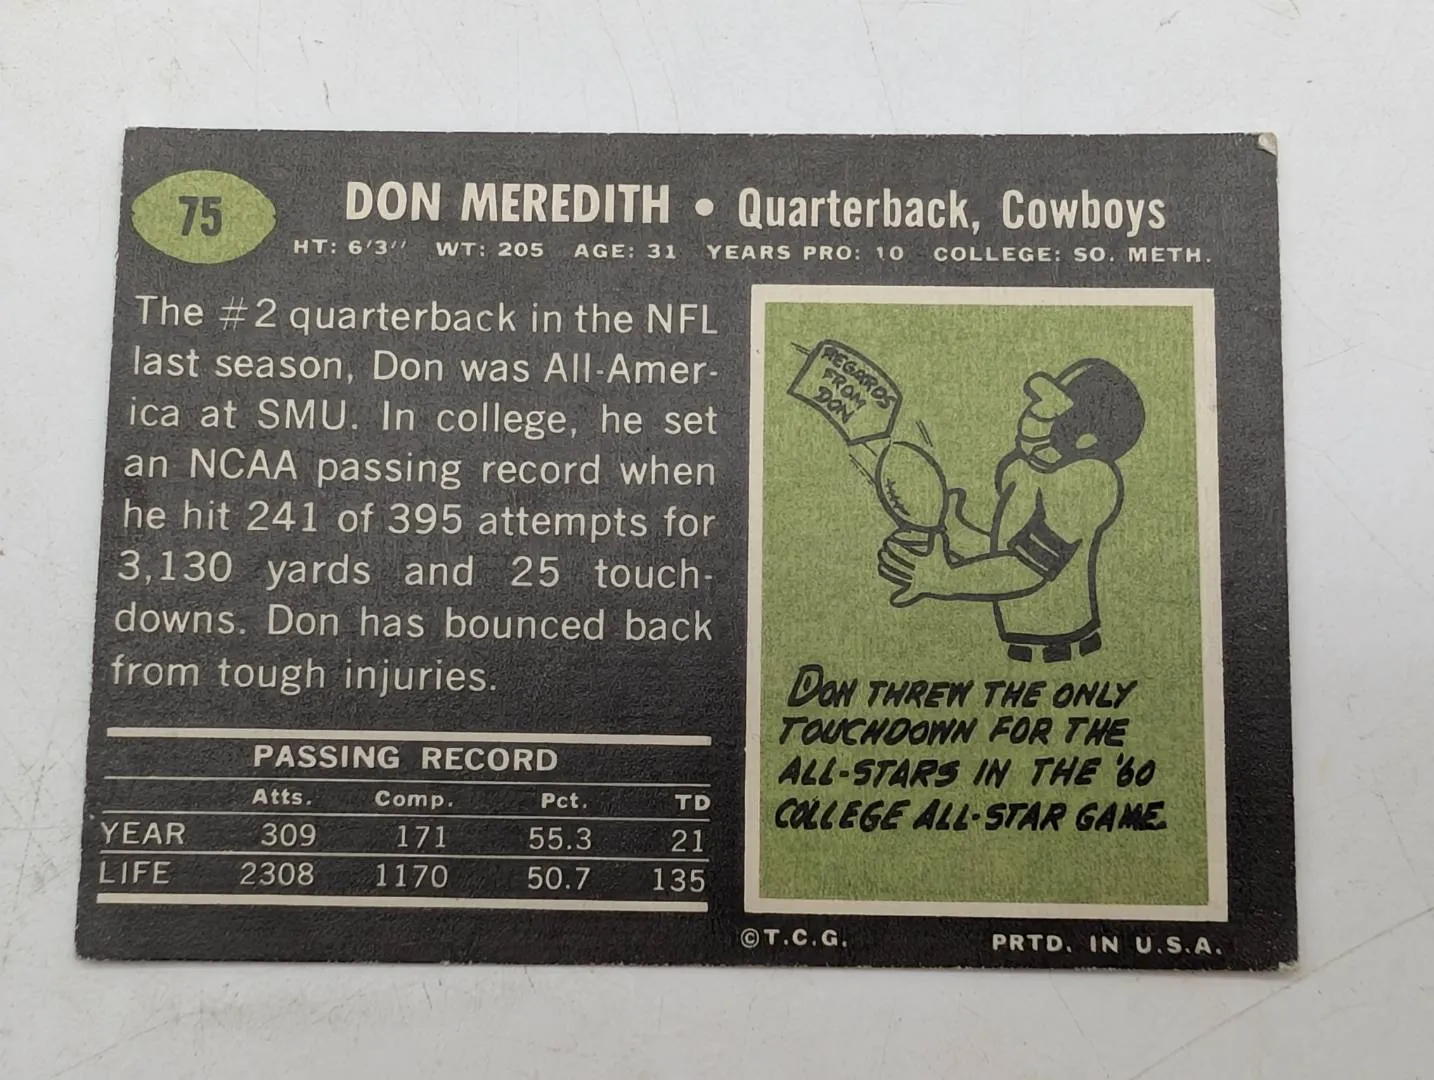 75
DON MEREDITH • Quarterback, Cowboys
HT: 6'3'' WT: 205 AGE: 31 YEARS PRO: 10 COLLEGE: SO. METH.
The #2 quarterback in the NFL
last season, Don was All-Amer-
ica at SMU. In college, he set
an NCAA passing record when
he hit 241 of 395 attempts for
3,130 yards and 25 touch-
downs. Don has bounced back
from tough injuries.
PASSING RECORD
Atts. Comp. Pct. TD
YEAR 309 171 55.3 21
LIFE 2308 1170 50.7 135
REGARDS
FROM
DON
DON THREW THE ONLY
TOUCHDOWN FOR THE
ALL-STARS IN THE '60
COLLEGE ALL-STAR GAME.
©T.C.G. PRTD. IN U.S.A.